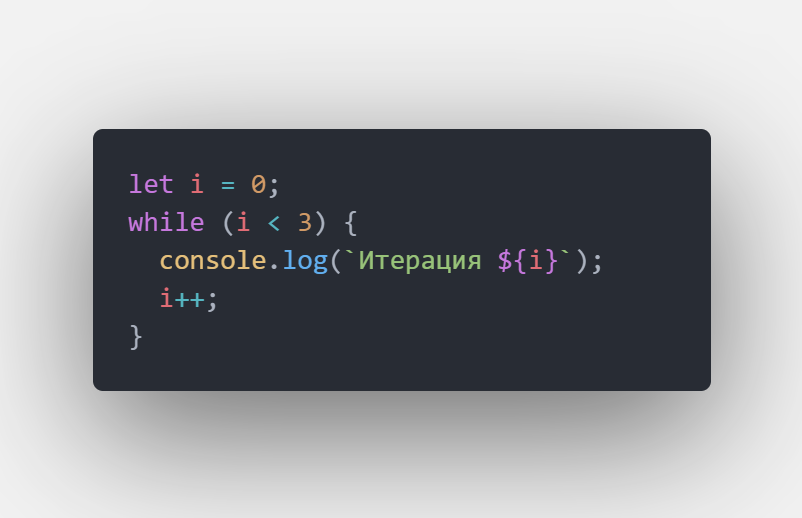 let i = 0;
while (i < 3) {
  console.log(`Итерация ${i}`);
  i++;
}